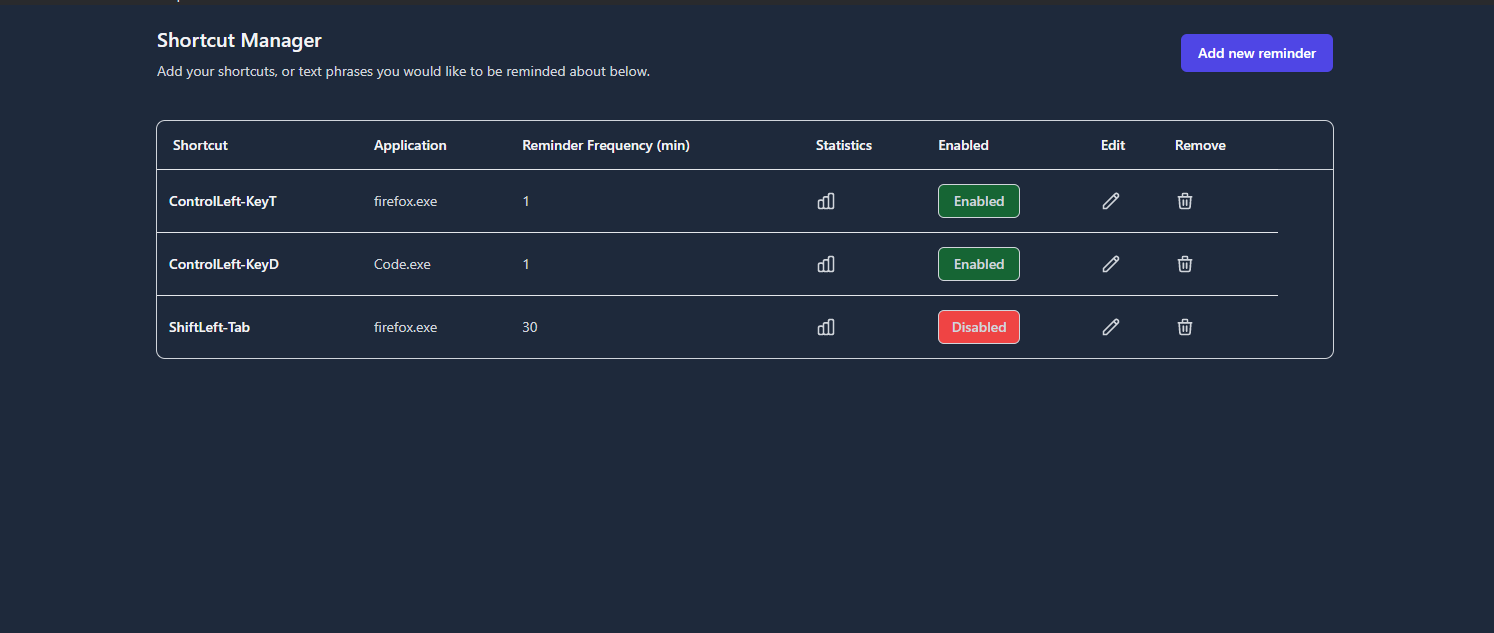 Shortcut Manager
Add new reminder
Add your shortcuts, or text phrases you would like to be reminded about below.
Shortcut Application Reminder Frequency (min) Statistics Enabled Edit Remove
ControlLeft-KeyT firefox.exe 1 Enabled
ControlLeft-KeyD Code.exe 1 Enabled
ShiftLeft-Tab firefox.exe 30 Disabled